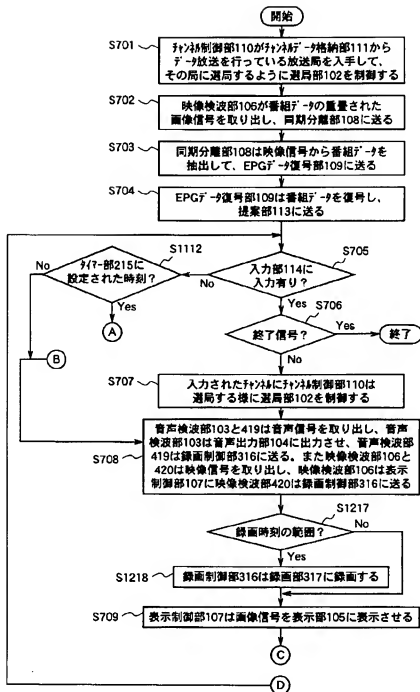 開始
S701
チャンネル制御部110がチャンネルデータ格納部111から
データ放送を行っている放送局を入手して、
その局に選局するように選局部102を制御する
S702
映像検波部106が番組データの重畳された
画像信号を取り出し、同期分離部108に送る
S703
同期分離部108は映像信号から番組データを
抽出して、EPGデータ復号部109に送る
S704
EPGデータ復号部109は番組データを復号し、
提案部113に送る
S1112
No
タイマー部215に
設定された時刻?
Yes
A
S705
入力部114に
入力有り?
No
Yes
S706
終了信号?
Yes
終了
No
B
S707
入力されたチャンネルにチャンネル制御部110は
選局する様に選局部102を制御する
S708
音声検波部103と419は音声信号を取り出し、音声
検波部103は音声出力部104に出力させ、音声検波部
419は録画制御部316に送る。また映像検波部106と
420は映像信号を取り出し、映像検波部106は表示
制御部107に映像検波部420は録画制御部316に送る
S1217
録画時刻の範囲?
No
Yes
S1218
録画制御部316は録画部317に録画する
S709
表示制御部107は画像信号を表示部105に表示させる
C
D